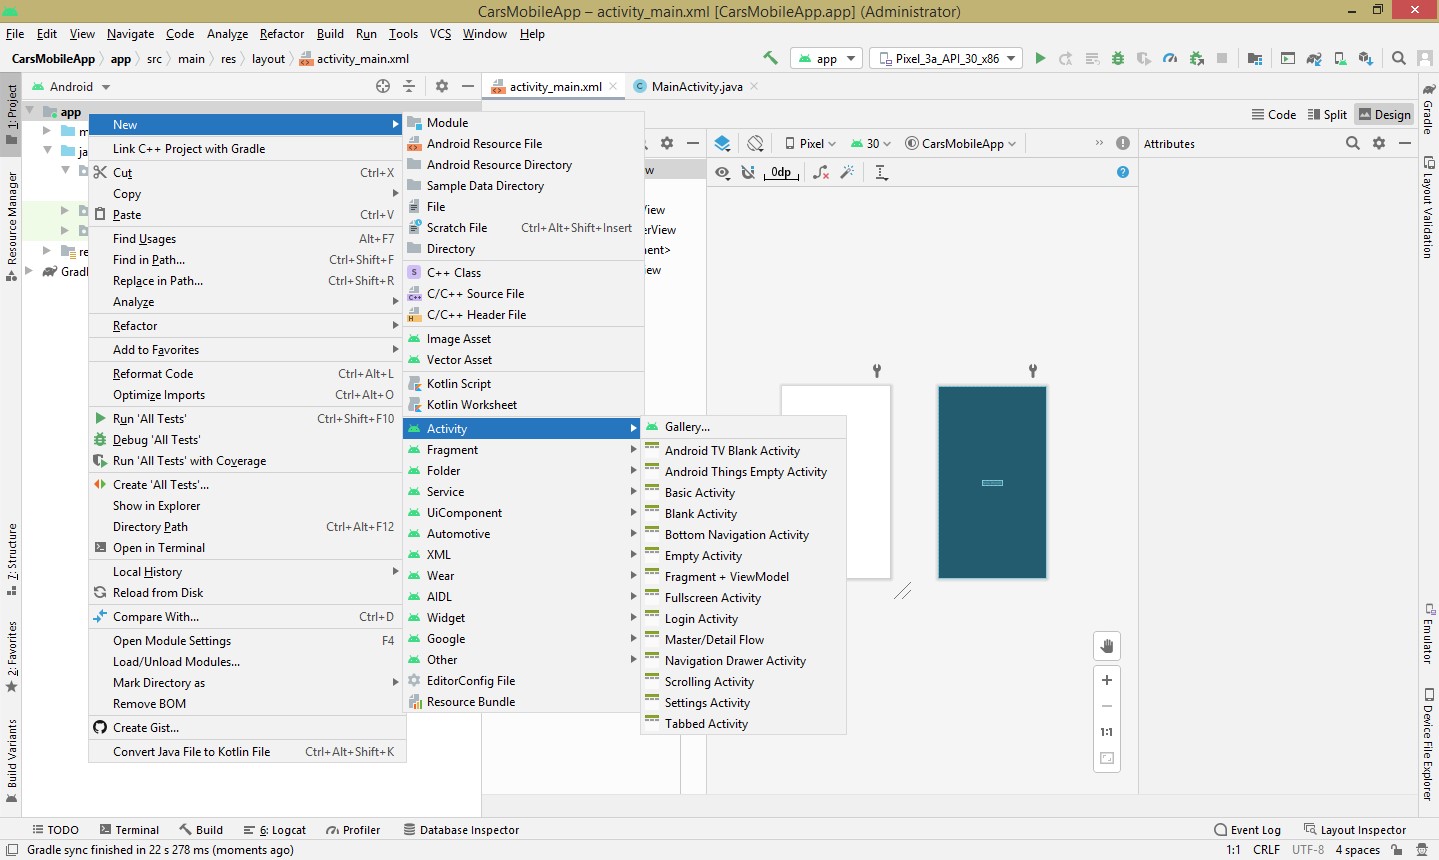 CarsMobileApp – activity_main.xml [CarsMobileApp.app] (Administrator)
File Edit View Navigate Code Analyze Refactor Build Run Tools VCS Window Help
CarsMobileApp app src main res layout activity_main.xml
app Pixel_3a_API_30_x86
1: Project
Resource Manager
7: Structure
2: Favorites
Build Variants
Android
app
New
Link C++ Project with Gradle
Cut Ctrl+X
Copy
Paste Ctrl+V
Find Usages Alt+F7
Find in Path... Ctrl+Shift+F
Replace in Path... Ctrl+Shift+R
Analyze
Refactor
Add to Favorites
Reformat Code Ctrl+Alt+L
Optimize Imports Ctrl+Alt+O
Run 'All Tests' Ctrl+Shift+F10
Debug 'All Tests'
Run 'All Tests' with Coverage
Create 'All Tests'...
Show in Explorer
Directory Path Ctrl+Alt+F12
Open in Terminal
Local History
Reload from Disk
Compare With... Ctrl+D
Open Module Settings F4
Load/Unload Modules...
Mark Directory as
Remove BOM
Create Gist...
Convert Java File to Kotlin File Ctrl+Alt+Shift+K
activity_main.xml MainActivity.java
Module
Android Resource File
Android Resource Directory
Sample Data Directory
File
Scratch File Ctrl+Alt+Shift+Insert
Directory
C++ Class
C/C++ Source File
C/C++ Header File
Image Asset
Vector Asset
Kotlin Script
Kotlin Worksheet
Activity
Fragment
Folder
Service
UiComponent
Automotive
XML
Wear
AIDL
Widget
Google
Other
EditorConfig File
Resource Bundle
Gallery...
Android TV Blank Activity
Android Things Empty Activity
Basic Activity
Blank Activity
Bottom Navigation Activity
Empty Activity
Fragment + ViewModel
Fullscreen Activity
Login Activity
Master/Detail Flow
Navigation Drawer Activity
Scrolling Activity
Settings Activity
Tabbed Activity
Code Split Design
Pixel 30 CarsMobileApp
0dp
Attributes
1:1
Gradle
Layout Validation
Emulator
Device File Explorer
TODO Terminal Build 6: Logcat Profiler Database Inspector Event Log Layout Inspector
Gradle sync finished in 22 s 278 ms (moments ago) 1:1 CRLF UTF-8 4 spaces